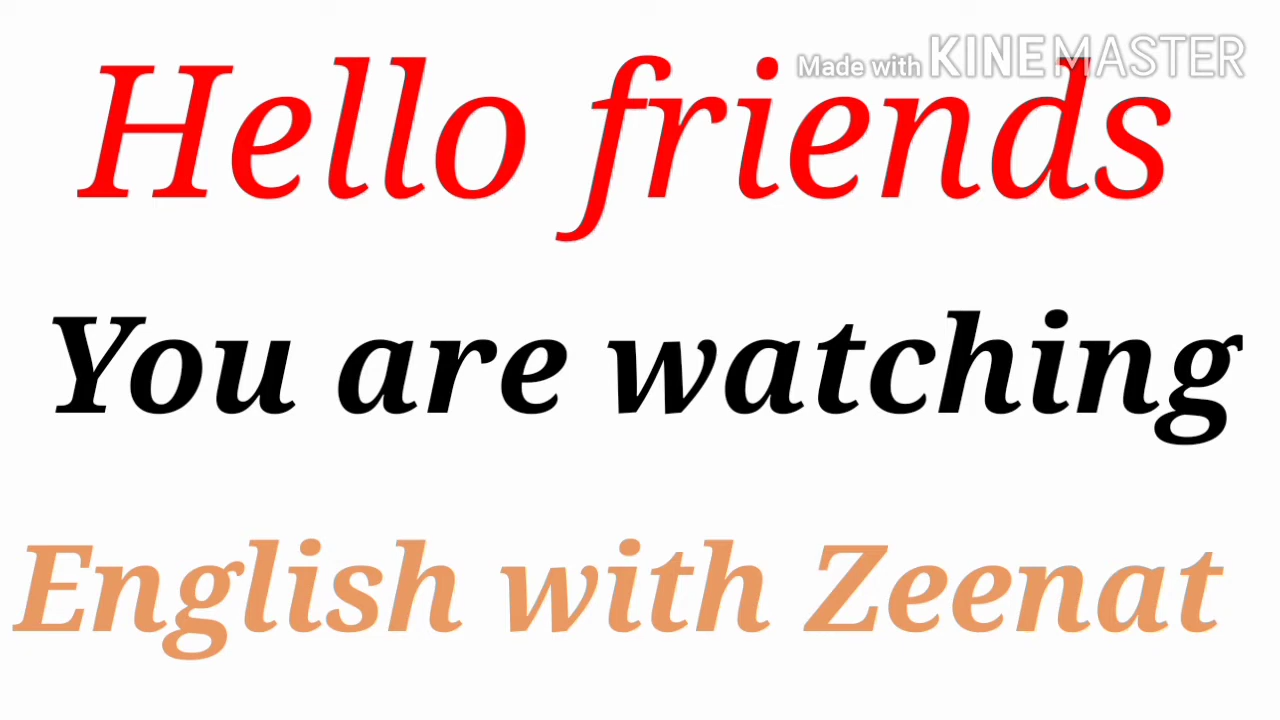 Made with KINEMASTER
Hello friends
You are watching
English with Zeenat